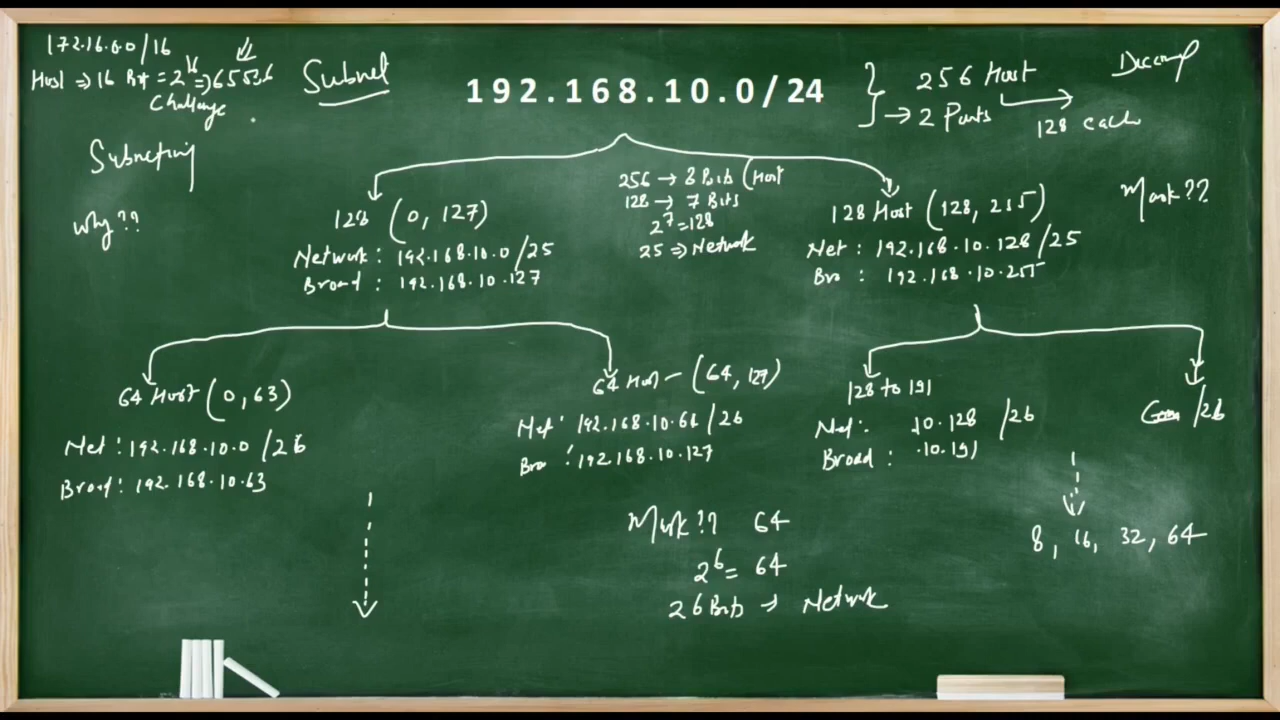 172.16.0.0/16
Host ⇒ 16 Bit = 2^16 ⇒ 65536
Challenge
Subnet
192.168.10.0/24
256 Host
→ 2 Parts
128 each
Subnetting
Why??
Mask??
256 → 8 Bits (Host
128 → 7 Bits
2^7 = 128
25 ⇒ Network
128 (0, 127)
Network: 192.168.10.0/25
Broad: 192.168.10.127
128 Host (128, 255)
Net: 192.168.10.128/25
Bro: 192.168.10.255
64 Host (0, 63)
Net: 192.168.10.0/26
Broad: 192.168.10.63
64 Host - (64, 127)
Net: 192.168.10.64/26
Bro: 192.168.10.127
128 to 191
Net: .10.128 /26
Broad: .10.191
/26
Mask?? 64
2^6 = 64
26 Bits → Network
8, 16, 32, 64